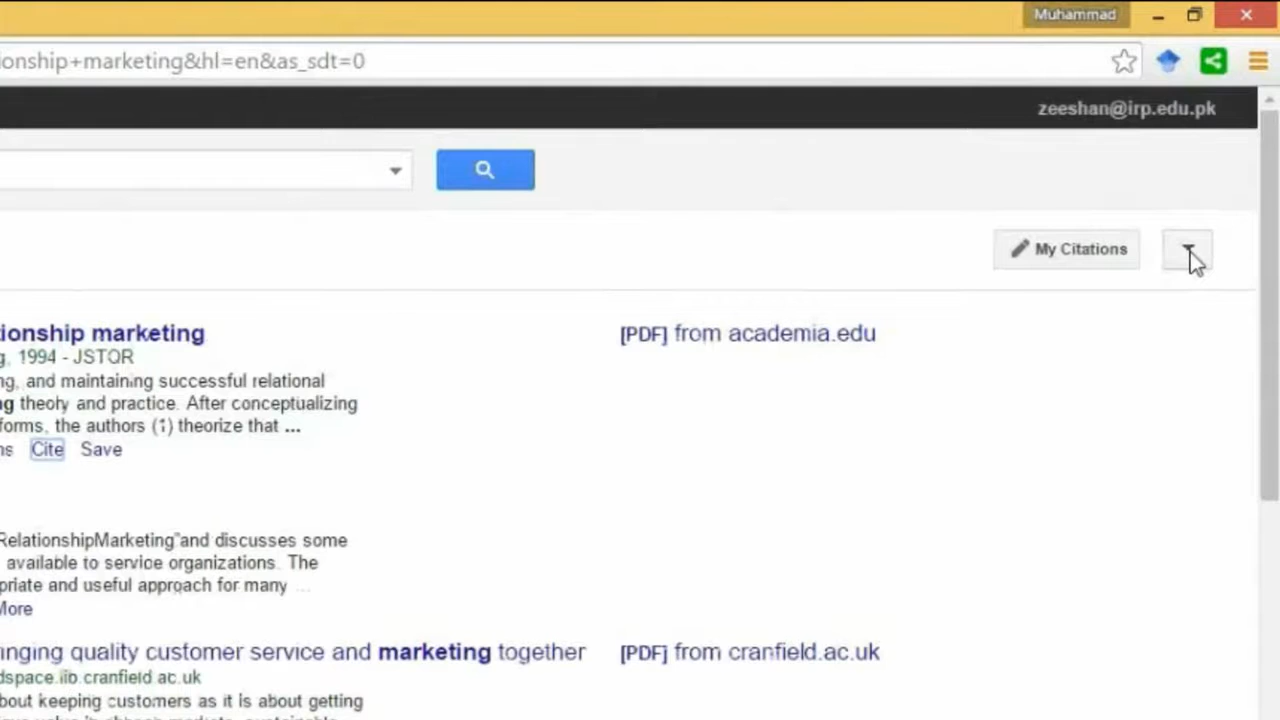 Muhammad
ionship+marketing&hl=en&as_sdt=0
zeeshan@irp.edu.pk
My Citations
tionship marketing
[PDF] from academia.edu
g, 1994 - JSTOR
ng, and maintaining successful relational
ng theory and practice. After conceptualizing
forms, the authors (1) theorize that ...
ns Cite Save
RelationshipMarketing"and discusses some
available to service organizations. The
priate and useful approach for many ...
More
inging quality customer service and marketing together
[PDF] from cranfield.ac.uk
dspace.lib.cranfield.ac.uk
bout keeping customers as it is about getting